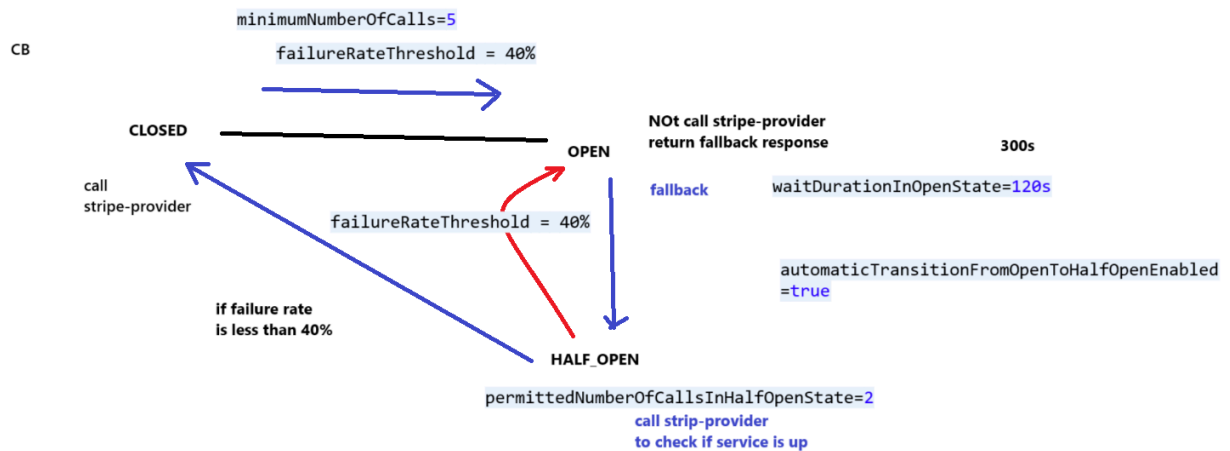 minimumNumberOfCalls=5
CB
failureRateThreshold = 40%
CLOSED
NOt call stripe-provider
return fallback response
300s
OPEN
call
stripe-provider
fallback
waitDurationInOpenState=120s
failureRateThreshold = 40%
automaticTransitionFromOpenToHalfOpenEnabled
=true
if failure rate
is less than 40%
HALF_OPEN
permittedNumberOfCallsInHalfOpenState=2
call strip-provider
to check if service is up